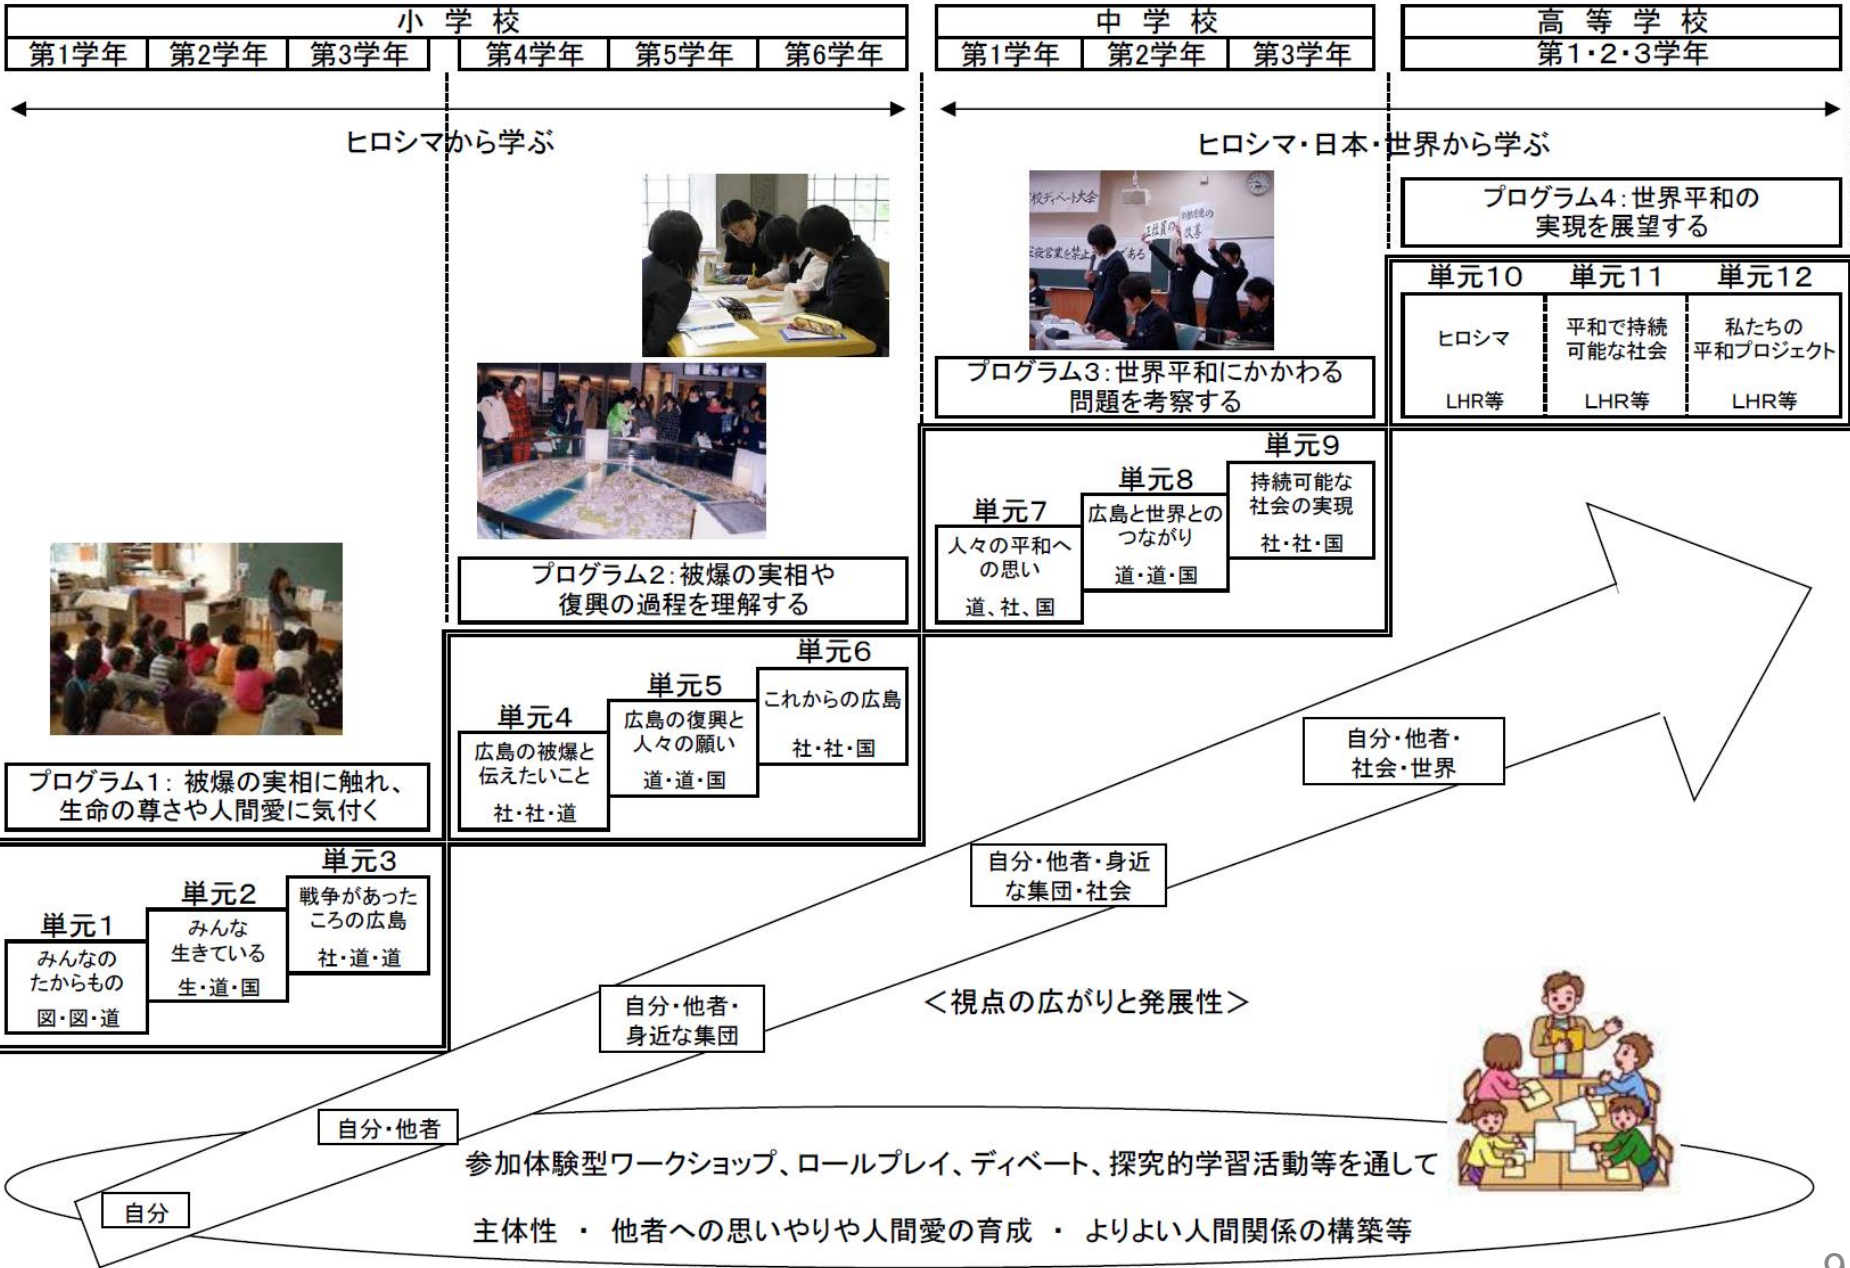 小学校
中学校
高等学校
第1学年
第2学年
第3学年
第4学年
第5学年
第6学年
第1学年
第2学年
第3学年
第1・2・3学年
ヒロシマから学ぶ
ヒロシマ・日本・世界から学ぶ
校ディベート大会
正社員の
改善
夜営業を禁止
である
プログラム4:世界平和の
実現を展望する
単元10
ヒロシマ
LHR等
単元11
平和で持続
可能な社会
LHR等
単元12
私たちの
平和プロジェクト
LHR等
プログラム3:世界平和にかかわる
問題を考察する
単元7
人々の平和へ
の思い
道、社、国
単元8
広島と世界との
つながり
道・道・国
単元9
持続可能な
社会の実現
社・社・国
プログラム2:被爆の実相や
復興の過程を理解する
単元4
広島の被爆と
伝えたいこと
社・社・道
単元5
広島の復興と
人々の願い
道・道・国
単元6
これからの広島
社・社・国
プログラム1: 被爆の実相に触れ、
生命の尊さや人間愛に気付く
単元1
みんなの
たからもの
図・図・道
単元2
みんな
生きている
生・道・国
単元3
戦争があった
ころの広島
社・道・道
自分・他者・
社会・世界
自分・他者・身近
な集団・社会
自分・他者・
身近な集団
<視点の広がりと発展性>
自分・他者
自分
参加体験型ワークショップ、ロールプレイ、ディベート、探究的学習活動等を通して
主体性 ・ 他者への思いやりや人間愛の育成 ・ よりよい人間関係の構築等